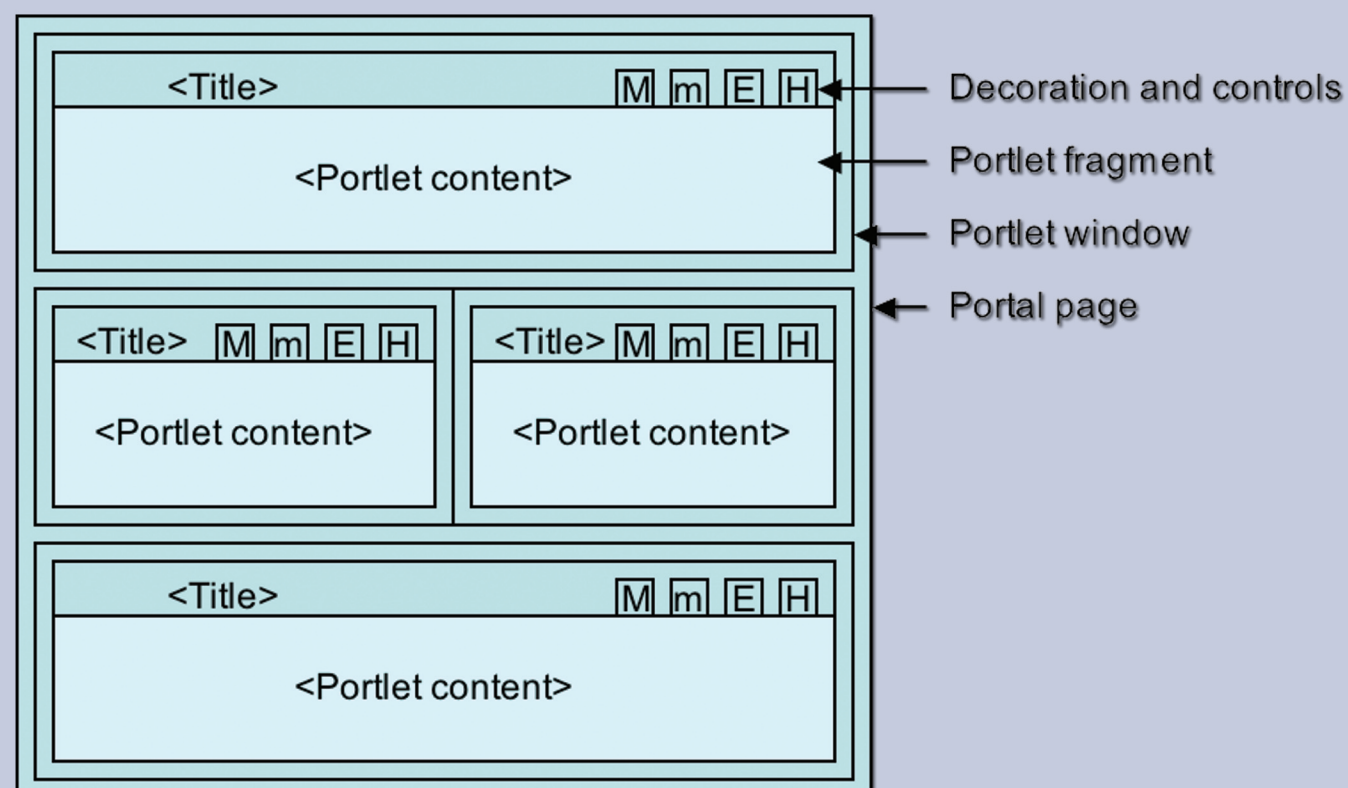 <Title> M m E H Decoration and controls
<Portlet content> Portlet fragment
Portlet window
Portal page
<Title> M m E H <Title> M m E H
<Portlet content> <Portlet content>
<Title> M m E H
<Portlet content>